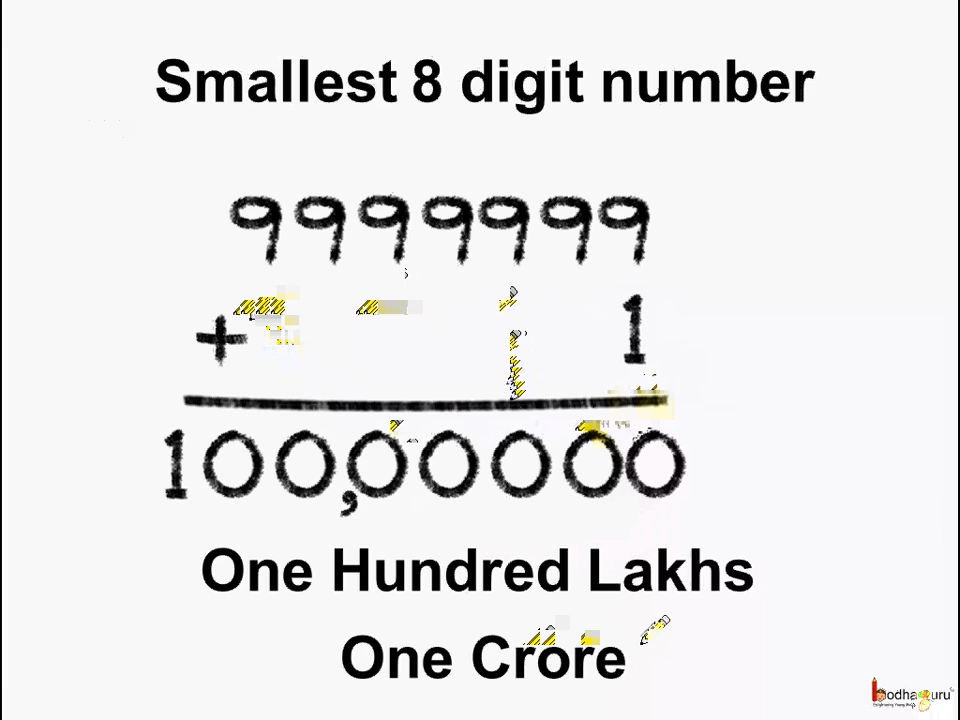 Smallest 8 digit number
9999999
+ 1
100,00000
One Hundred Lakhs
One Crore